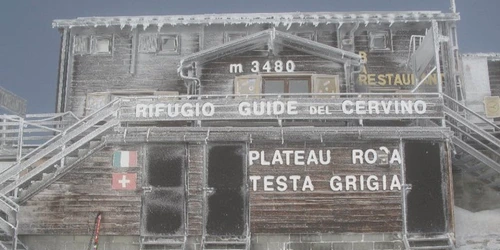 m 3480
RESTAURANT
RIFUGIO GUIDE DEL CERVINO
PLATEAU ROSA
TESTA GRIGIA